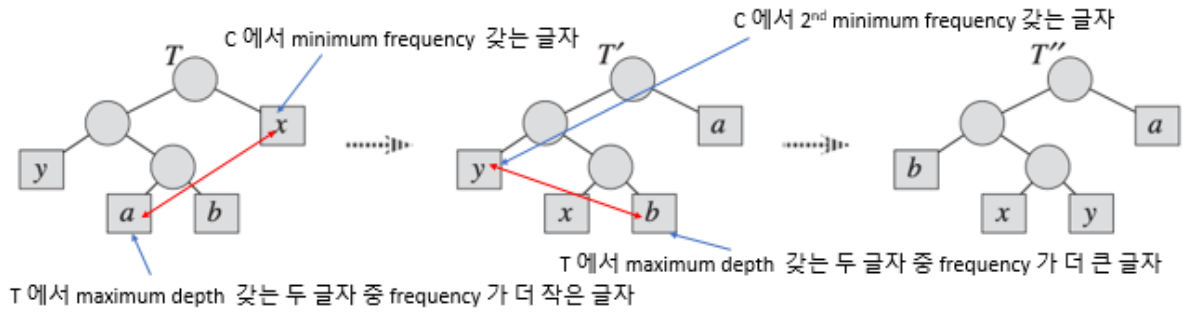 C 에서 2nd minimum frequency 갖는 글자
C 에서 minimum frequency 갖는 글자
T T′ T′′
x a a
y y b
a b x b x y
T 에서 maximum depth 갖는 두 글자 중 frequency 가 더 큰 글자
T 에서 maximum depth 갖는 두 글자 중 frequency 가 더 작은 글자